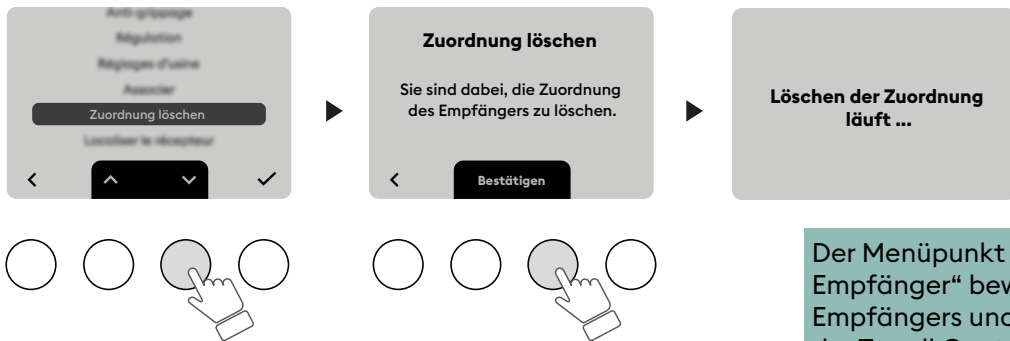 Anti-grippage
Régulation
Réglages d'usine
Associer
Zuordnung löschen
Localiser le récepteur
Zuordnung löschen
Sie sind dabei, die Zuordnung
des Empfängers zu löschen.
Bestätigen
Löschen der Zuordnung
läuft ...
Der Menüpunkt
Empfänger“ bew
Empfängers und